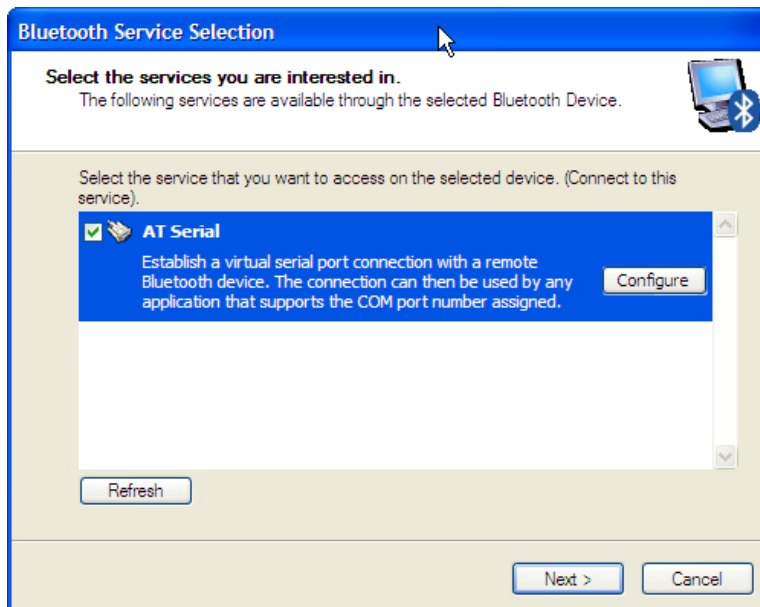 Bluetooth Service Selection
Select the services you are interested in.
The following services are available through the selected Bluetooth Device.
Select the service that you want to access on the selected device. (Connect to this
service).
AT Serial
Establish a virtual serial port connection with a remote
Bluetooth device. The connection can then be used by any
application that supports the COM port number assigned.
Configure
Refresh
Next >
Cancel